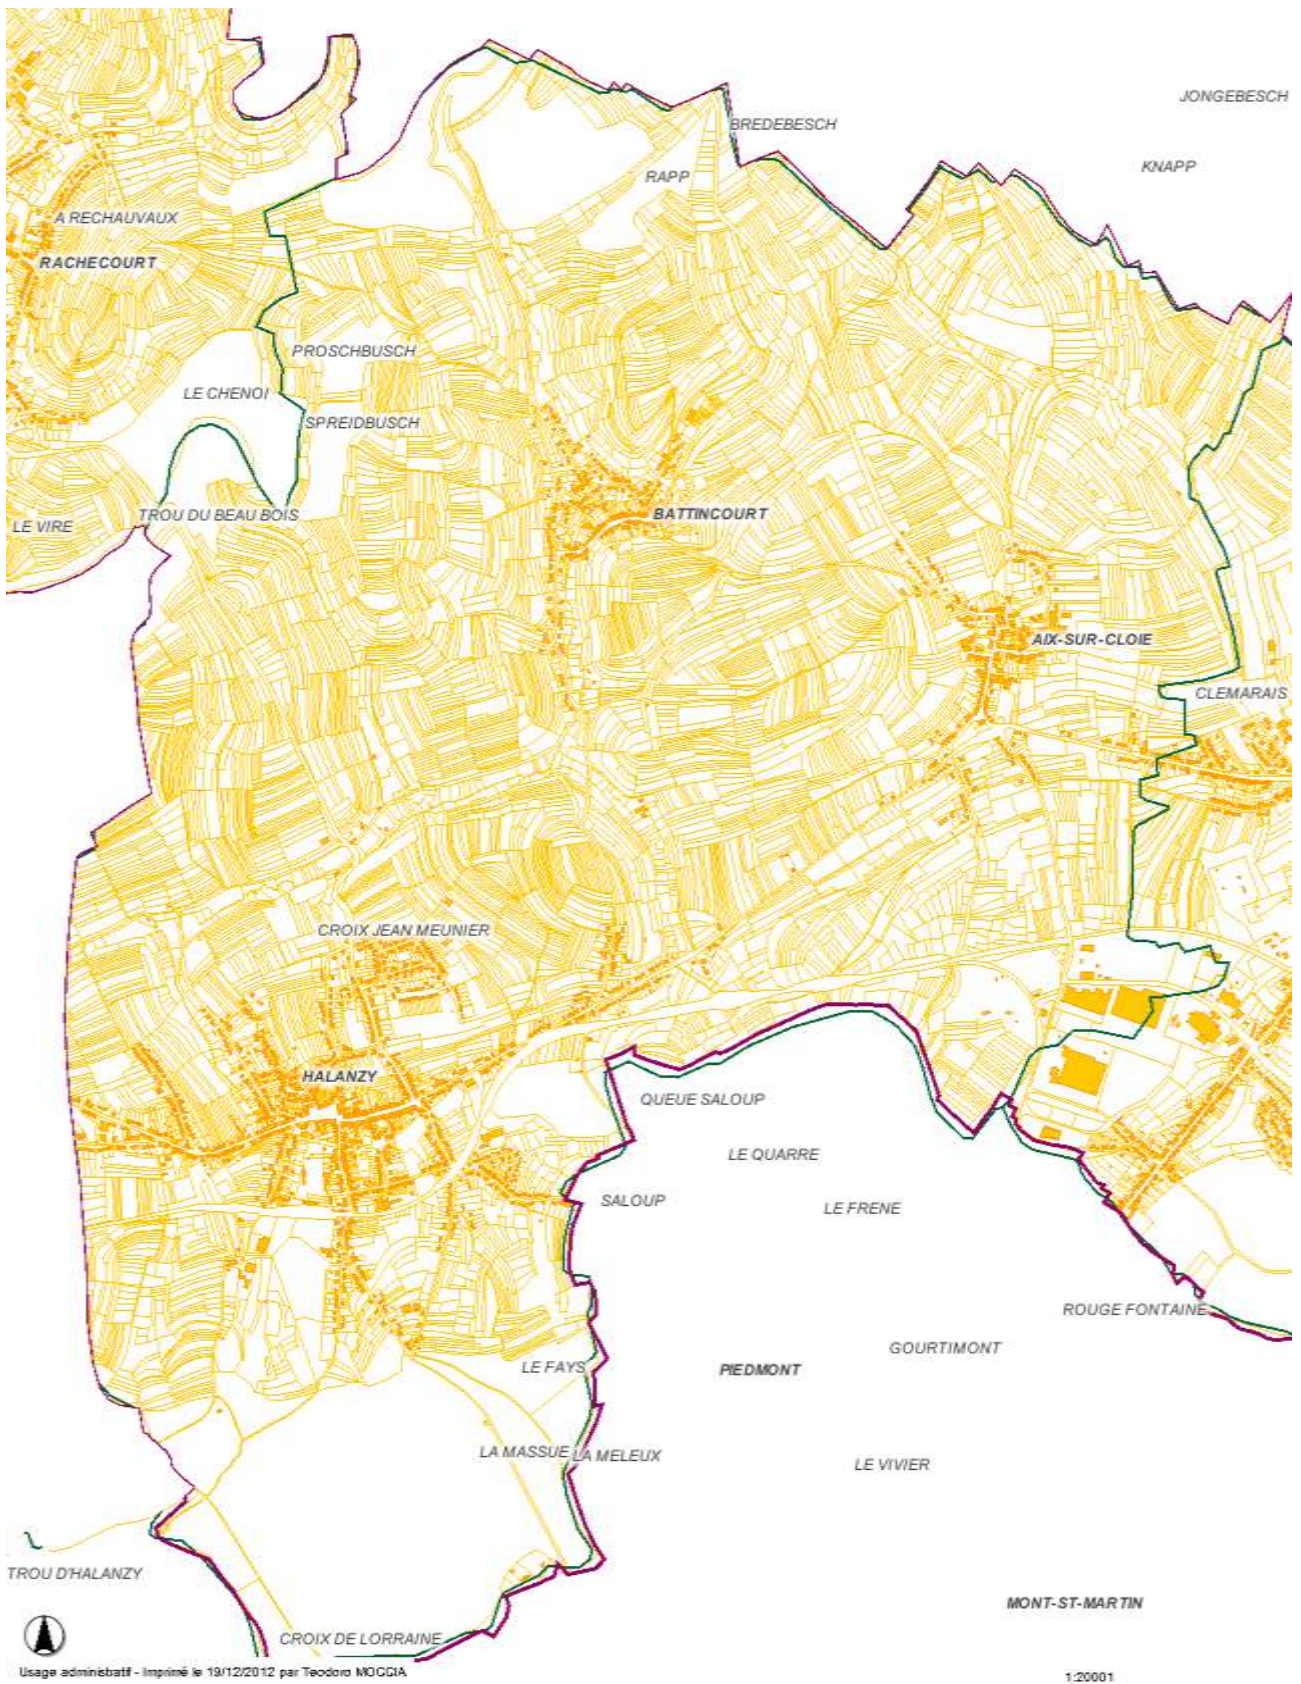 JONGEBESCH
BREDEBESCH
KNAPP
RAPP
A RECHAUVAUX
RACHECOURT
PROSCHBUSCH
LE CHENOI
SPREIDBUSCH
TROU DU BEAU BOIS
BATTINCOURT
LE VIRE
AIX-SUR-CLOIE
CLEMARAIS
CROIX JEAN MEUNIER
HALANZY
QUEUE SALOUP
LE QUARRE
SALOUP
LE FRENE
ROUGE FONTAINE
GOURTIMONT
LE FAYS
PIEDMONT
LA MASSUE
LA MELEUX
LE VIVIER
TROU D'HALANZY
MONT-ST-MARTIN
CROIX DE LORRAINE
Usage administratif - Imprimé le 19/12/2012 par Teodoro MOCCIA
1:20001